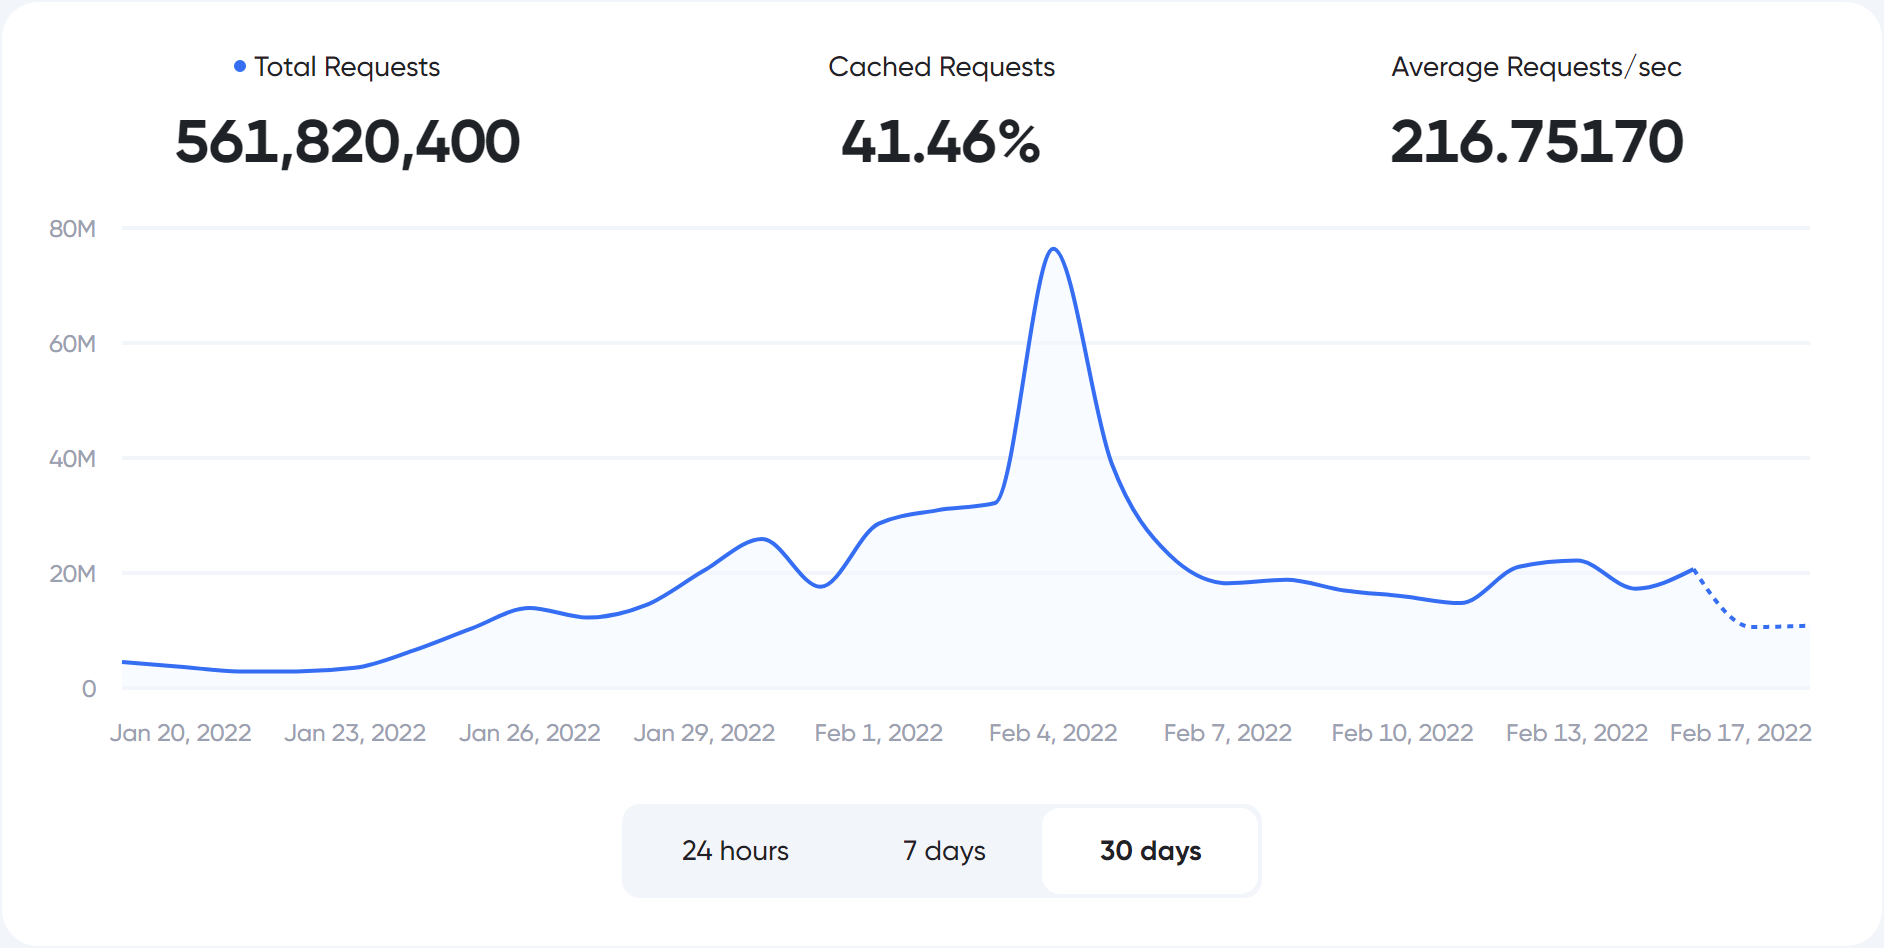 Total Requests
561,820,400
Cached Requests
41.46%
Average Requests/sec
216.75170
80M
60M
40M
20M
0
Jan 20, 2022 Jan 23, 2022 Jan 26, 2022 Jan 29, 2022 Feb 1, 2022 Feb 4, 2022 Feb 7, 2022 Feb 10, 2022 Feb 13, 2022 Feb 17, 2022
24 hours 7 days 30 days